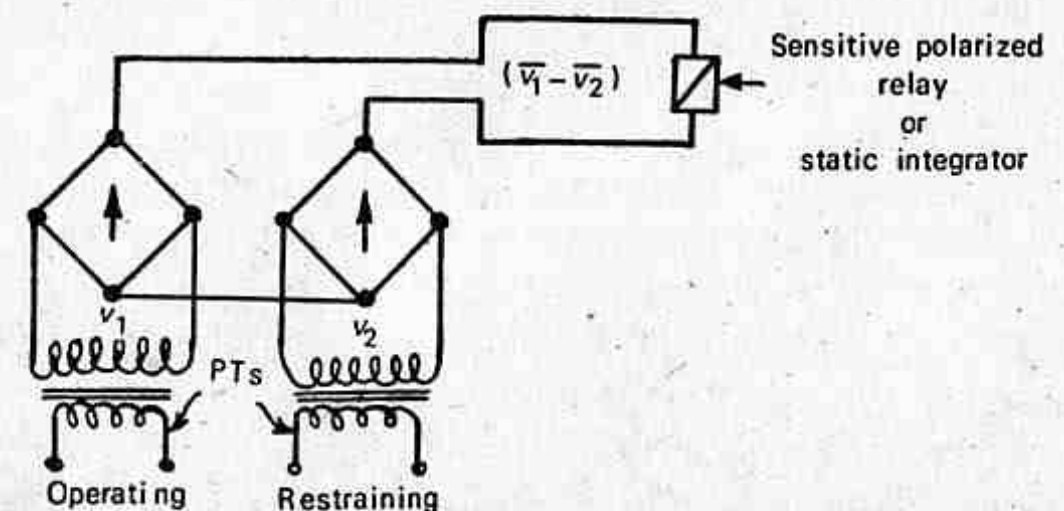 (v̅₁ – v̅₂)
Sensitive polarized
relay
or
static integrator
v₁
v₂
PTs
Operating
Restraining